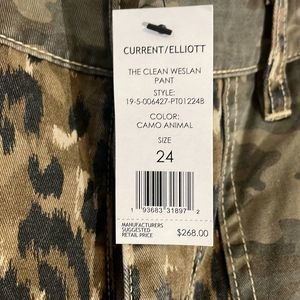 CURRENT/ELLIOTT
THE CLEAN WESLAN
PANT
STYLE:
19-5-006427-PT01224B
COLOR:
CAMO ANIMAL
SIZE
24
1 93683 31897 2
MANUFACTURERS
SUGGESTED
RETAIL PRICE
$268.00